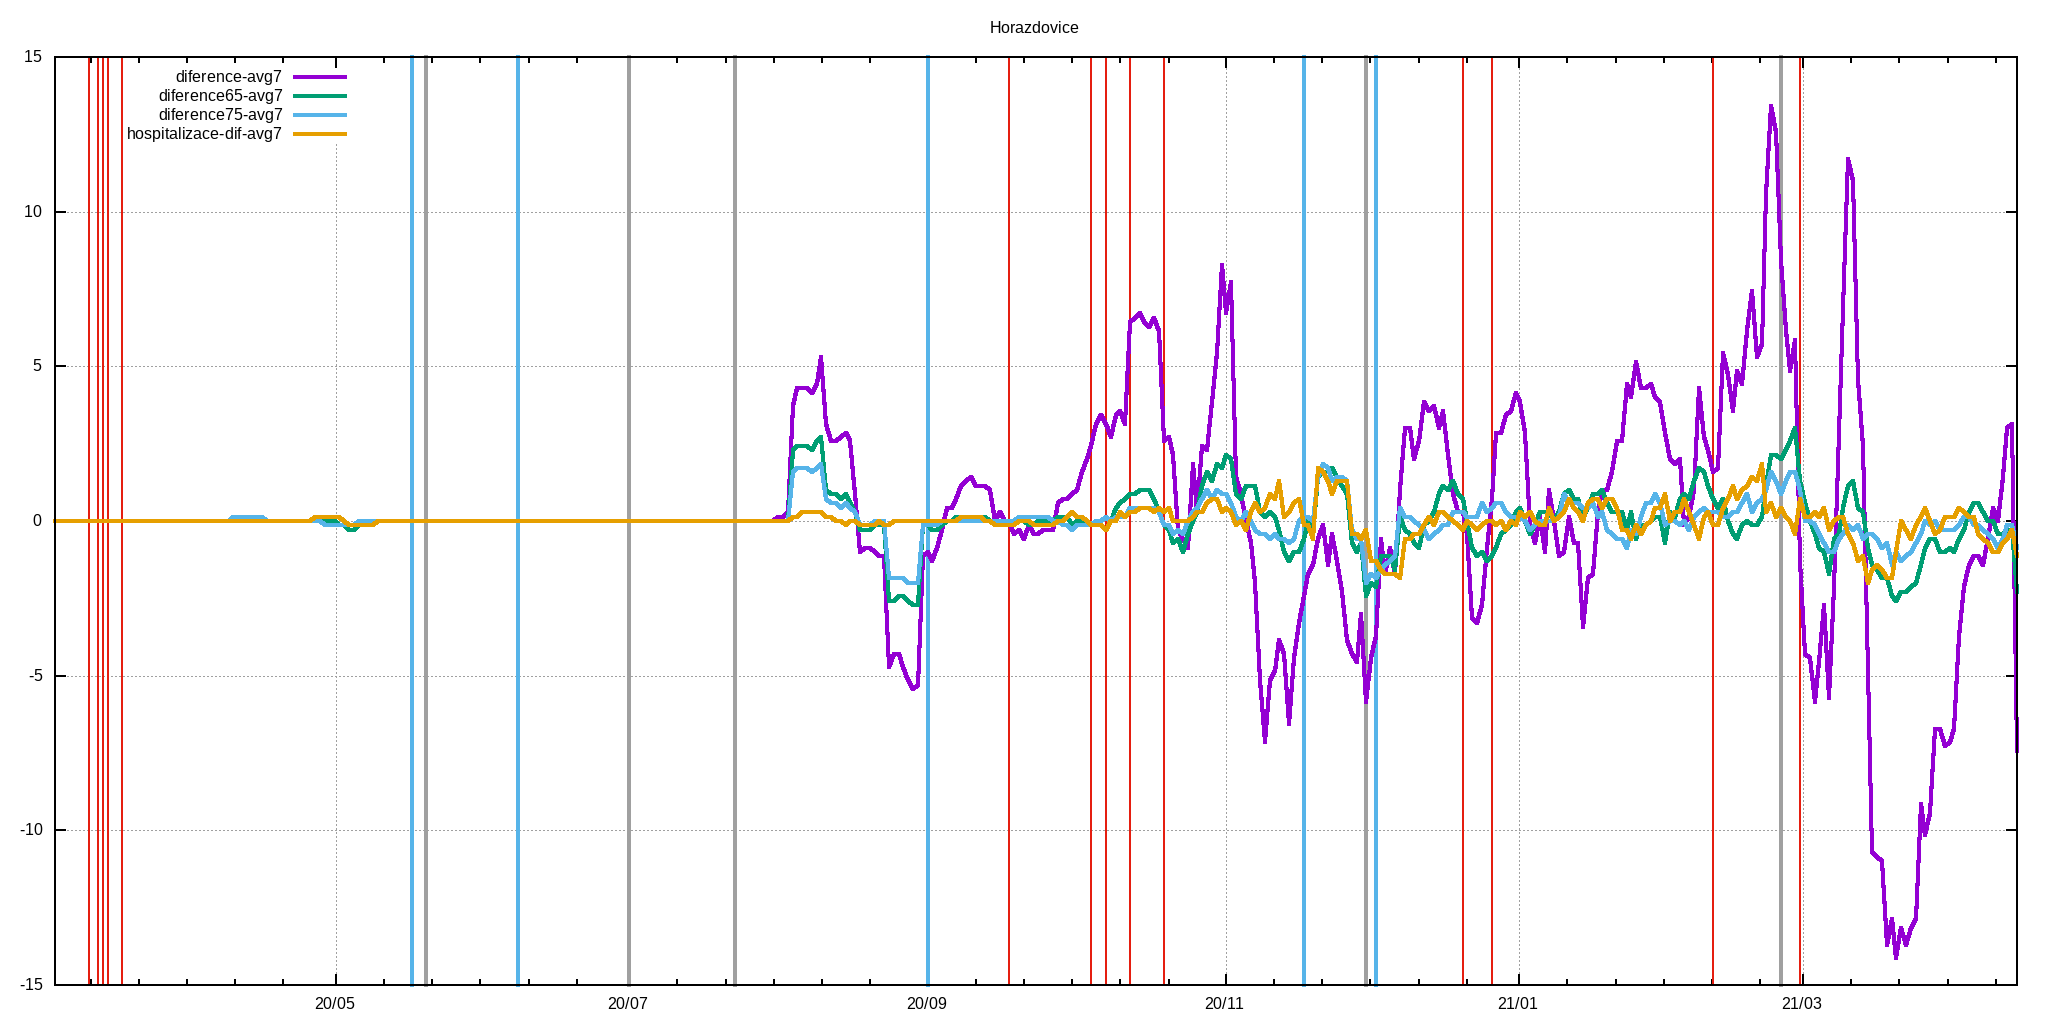 Horazdovice
15
10
5
0
-5
-10
-15
diference-avg7
diference65-avg7
diference75-avg7
hospitalizace-dif-avg7
20/05 20/07 20/09 20/11 21/01 21/03